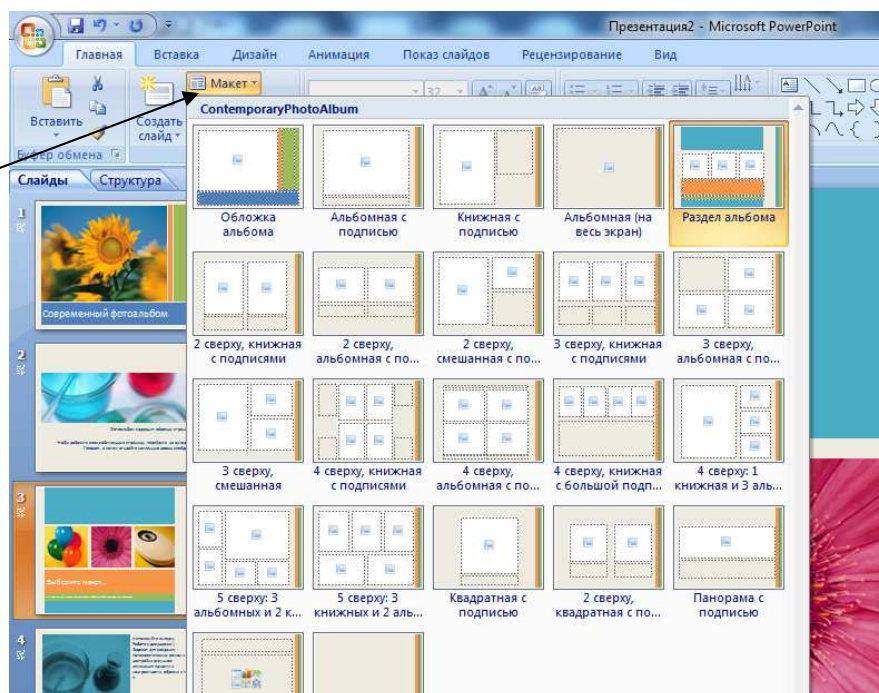 Презентация2 - Microsoft PowerPoint
Главная Вставка Дизайн Анимация Показ слайдов Рецензирование Вид
Макет
32
Вставить
Создать
слайд
Буфер обмена
ContemporaryPhotoAlbum
Слайды Структура
Обложка
альбома
Альбомная с
подписью
Книжная с
подписью
Альбомная (на
весь экран)
Раздел альбома
2 сверху, книжная
с подписями
2 сверху,
альбомная с по...
2 сверху,
смешанная с по...
3 сверху, книжная
с подписями
3 сверху,
альбомная с по...
3 сверху,
смешанная
4 сверху, книжная
с подписями
4 сверху,
альбомная с по...
4 сверху, книжная
с большой подп...
4 сверху: 1
книжная и 3 аль...
5 сверху: 3
альбомных и 2 к...
5 сверху: 3
книжных и 2 аль...
Квадратная с
подписью
2 сверху,
квадратная с по...
Панорама с
подписью
1
Современный фотоальбом
2
3
Выберите макет...
4